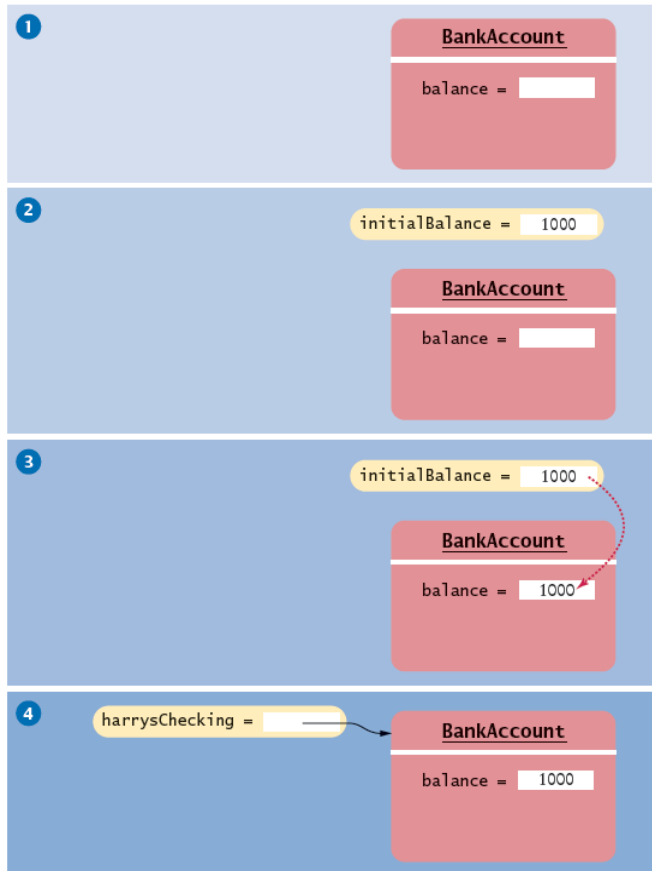 1
BankAccount
balance =
2
initialBalance = 1000
BankAccount
balance =
3
initialBalance = 1000
BankAccount
balance = 1000
4
harrysChecking =
BankAccount
balance = 1000